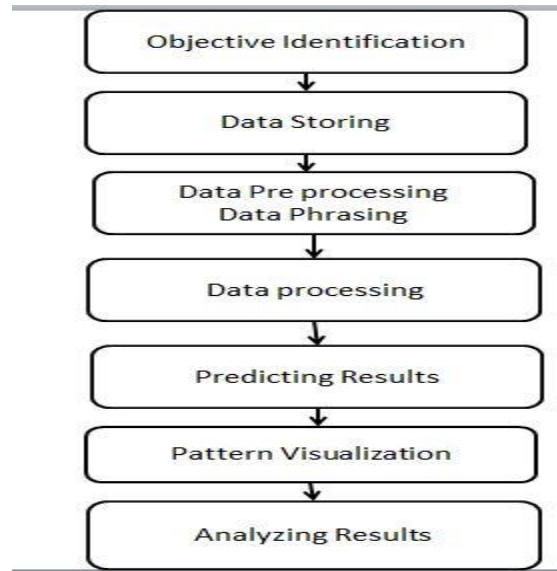 Objective Identification
Data Storing
Data Pre processing
Data Phrasing
Data processing
Predicting Results
Pattern Visualization
Analyzing Results